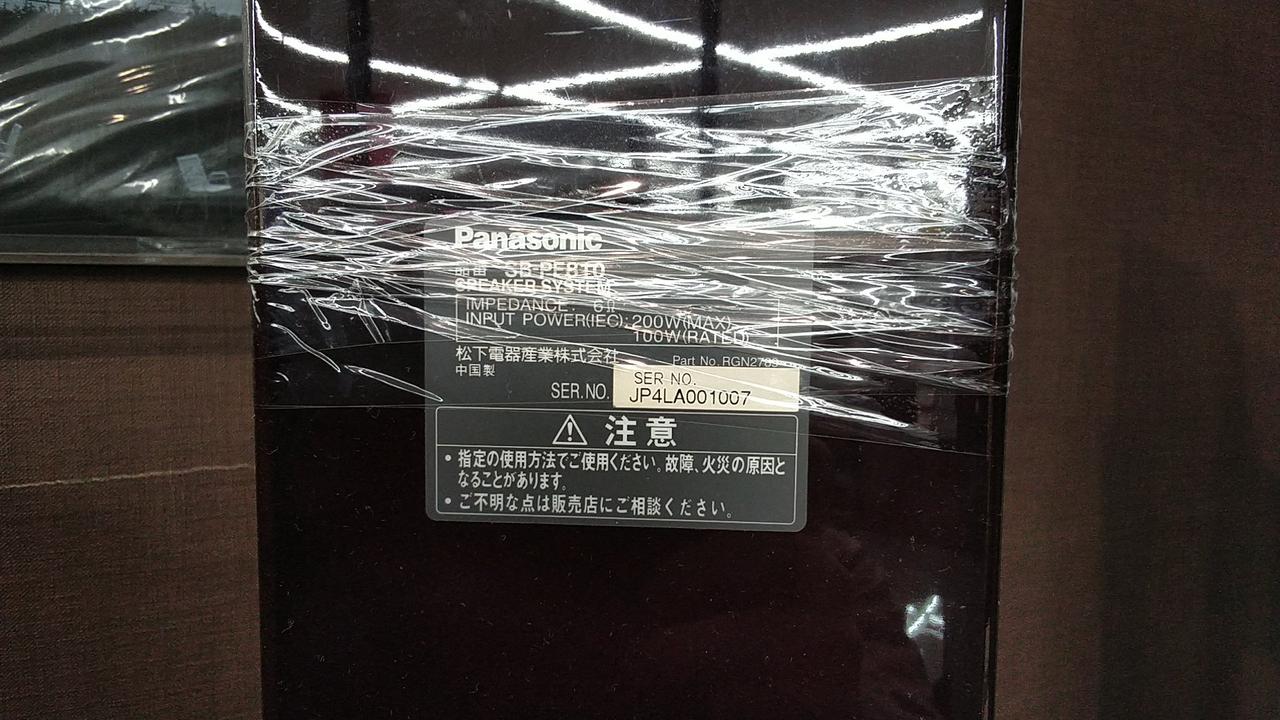 Panasonic
品番 SB-PF810
SPEAKER SYSTEM
IMPEDANCE 6Ω
INPUT POWER(IEC): 200W(MAX)
100W(RATED)
松下電器産業株式会社
Part No. RGN2789
中国製
SER.NO.
SER NO.
JP4LA001007
⚠ 注意
• 指定の使用方法でご使用ください。故障、火災の原因と
なることがあります。
• ご不明な点は販売店にご相談ください。